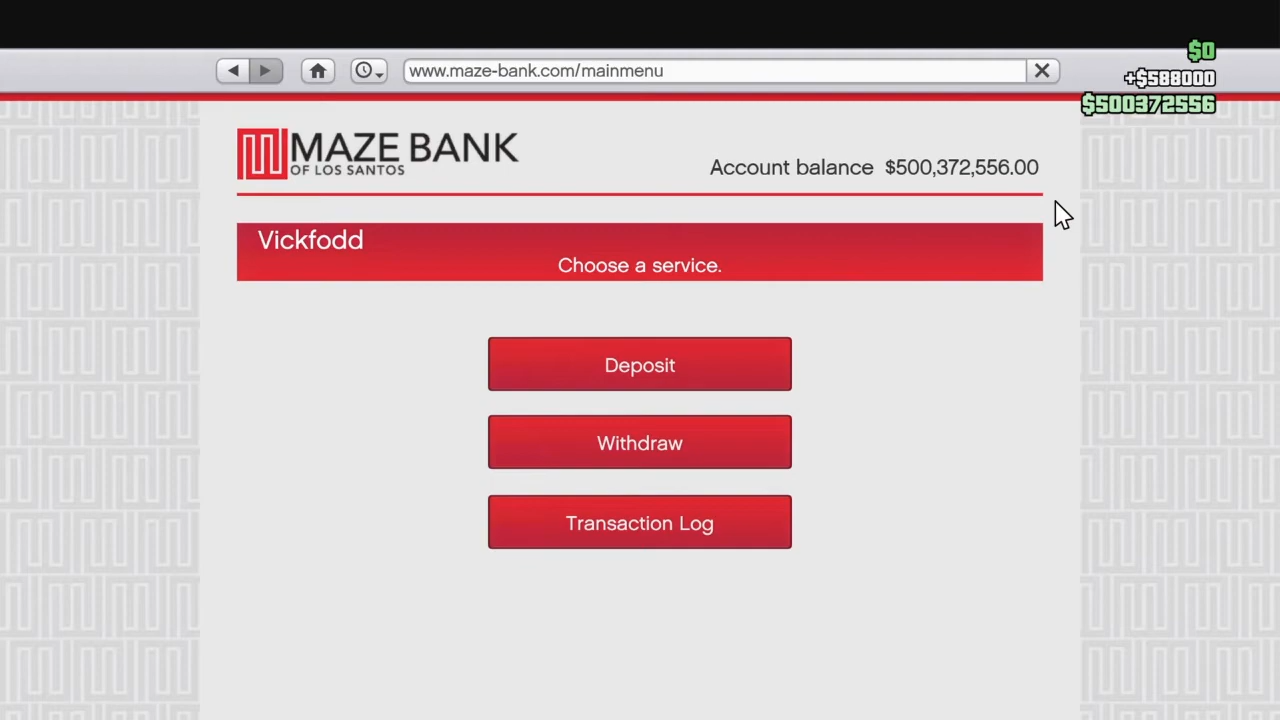 $0
www.maze-bank.com/mainmenu
+$588000
$500372556
MAZE BANK
OF LOS SANTOS
Account balance $500,372,556.00
Vickfodd
Choose a service.
Deposit
Withdraw
Transaction Log